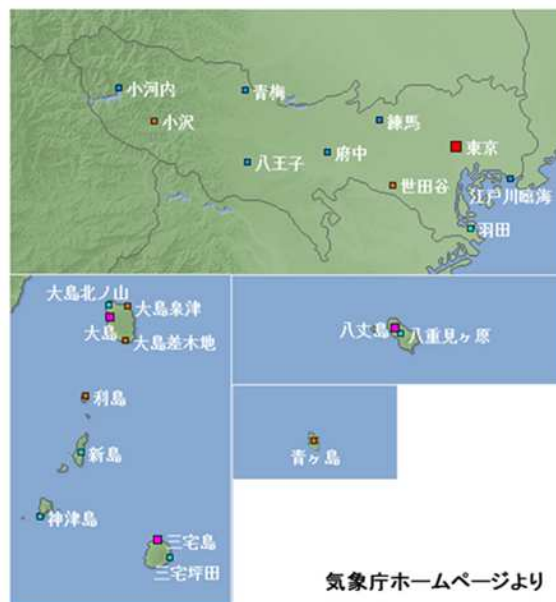 小河内
青梅
小沢
練馬
東京
府中
八王子
世田谷
江戸川臨海
羽田
大島北ノ山
大島泉津
大島
大島差木地
利島
新島
神津島
三宅島
三宅坪田
八丈島
八重見ヶ原
青ヶ島
気象庁ホームページより